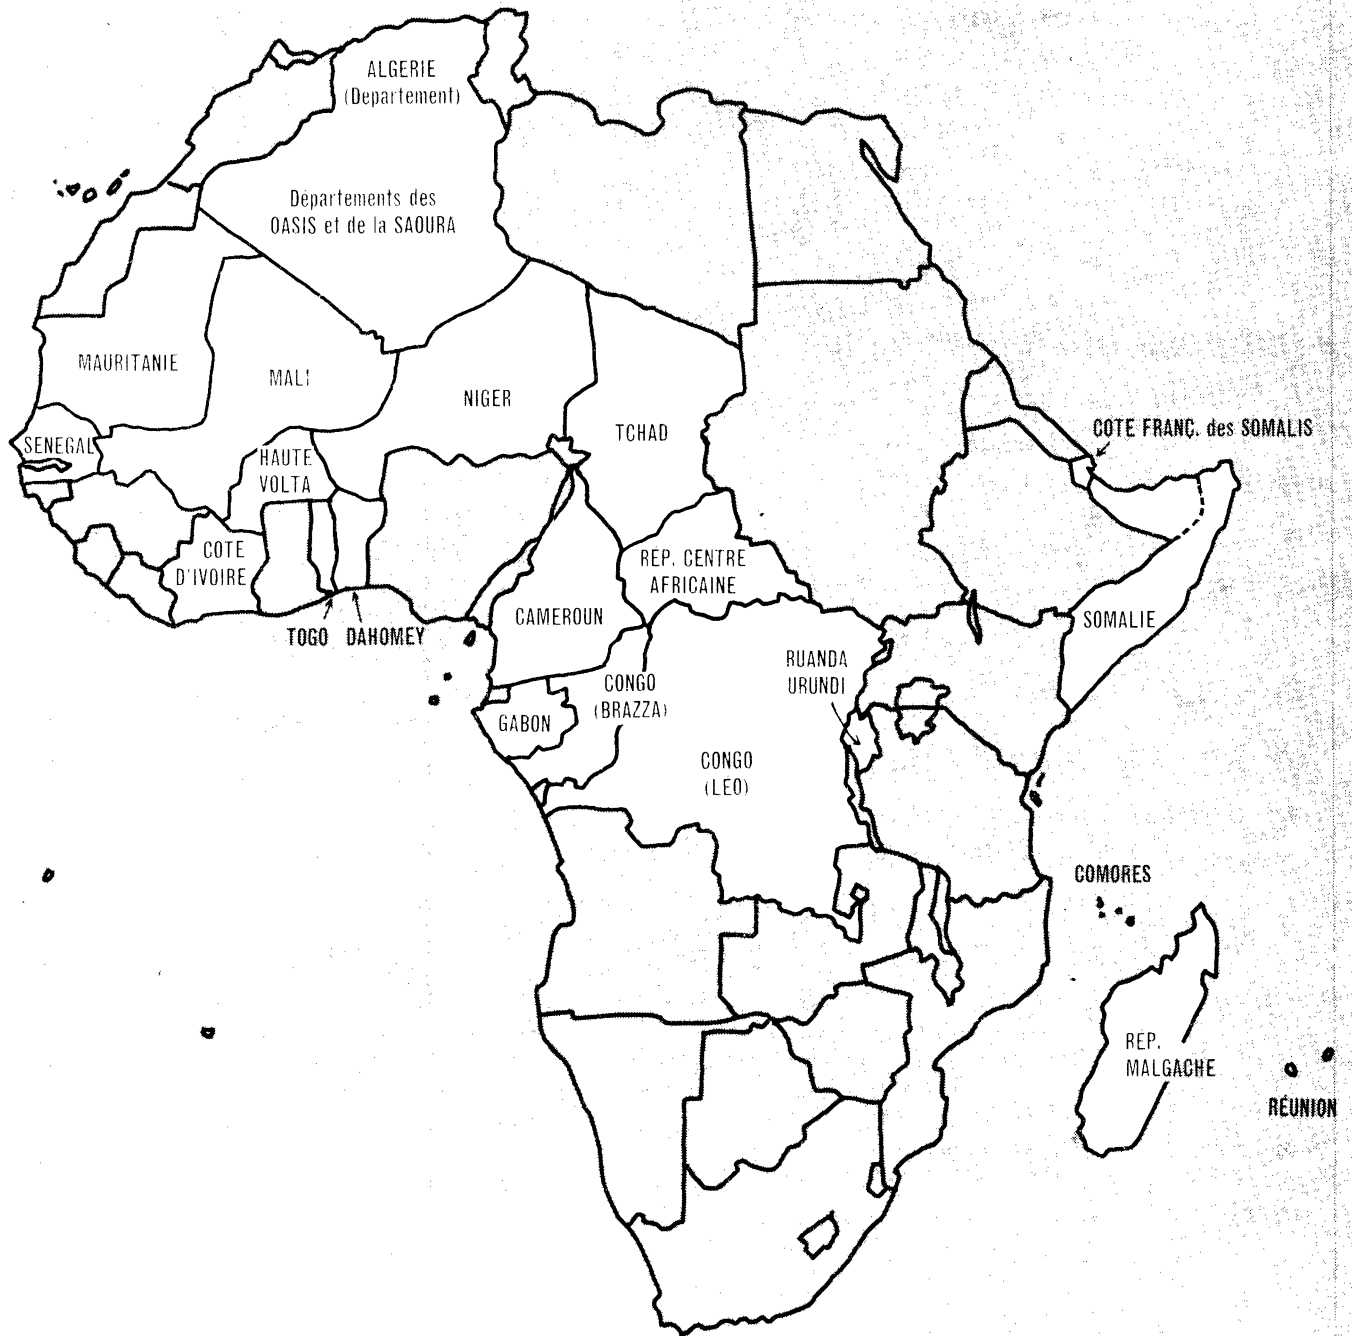 ALGERIE
(Département)
Départements des
OASIS et de la SAOURA
MAURITANIE
MALI
NIGER
TCHAD
COTE FRANÇ. des SOMALIS
SENEGAL
HAUTE
VOLTA
COTE
D'IVOIRE
REP. CENTRE
AFRICAINE
CAMEROUN
SOMALIE
TOGO
DAHOMEY
RUANDA
URUNDI
CONGO
(BRAZZA)
GABON
CONGO
(LEO)
COMORES
REP.
MALGACHE
RÉUNION